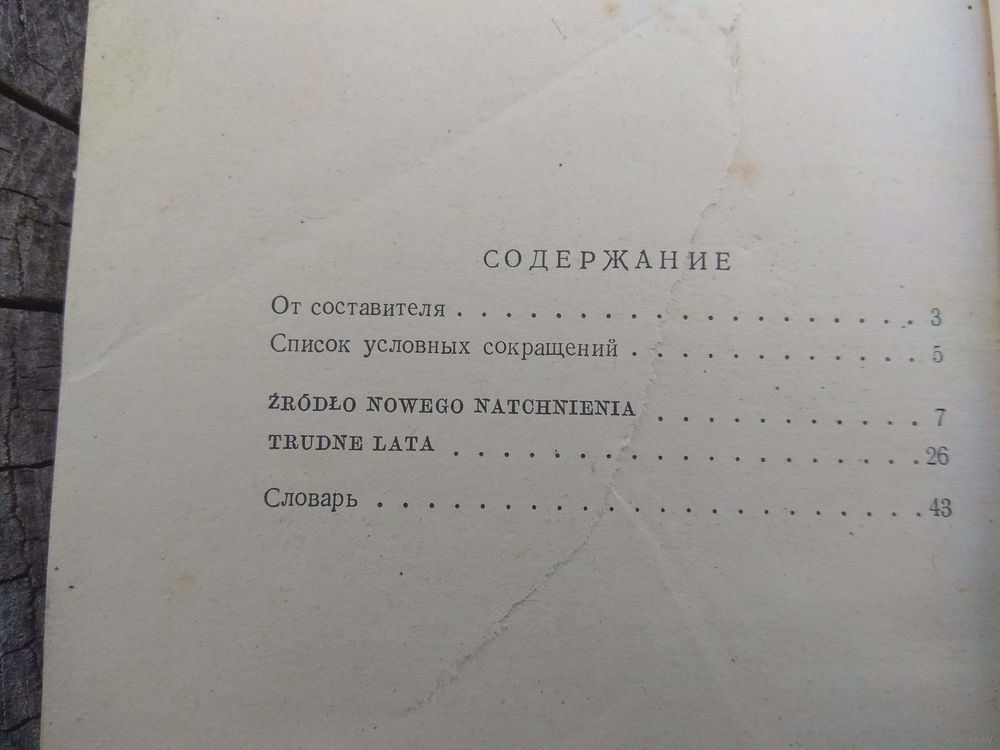 СОДЕРЖАНИЕ
От составителя . . . . . . . . . . . . . . . . . . . 3
Список условных сокращений . . . . . . . . . . . . 5
ŹRÓDŁO NOWEGO NATCHNIENIA . . . . . . . . . . . 7
TRUDNE LATA . . . . . . . . . . . . . . . . . . . 26
Словарь . . . . . . . . . . . . . . . . . . . . . . 43